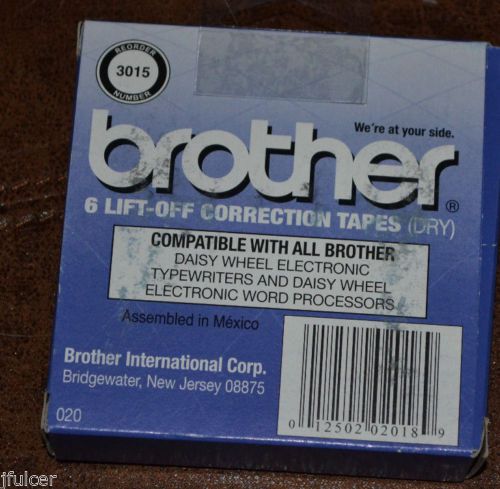 REORDER
3015
NUMBER
We're at your side.
brother®
6 LIFT-OFF CORRECTION TAPES (DRY)
COMPATIBLE WITH ALL BROTHER
DAISY WHEEL ELECTRONIC
TYPEWRITERS AND DAISY WHEEL
ELECTRONIC WORD PROCESSORS
Assembled in México
Brother International Corp.
Bridgewater, New Jersey 08875
020
0 12502 02018 9
jfulcer